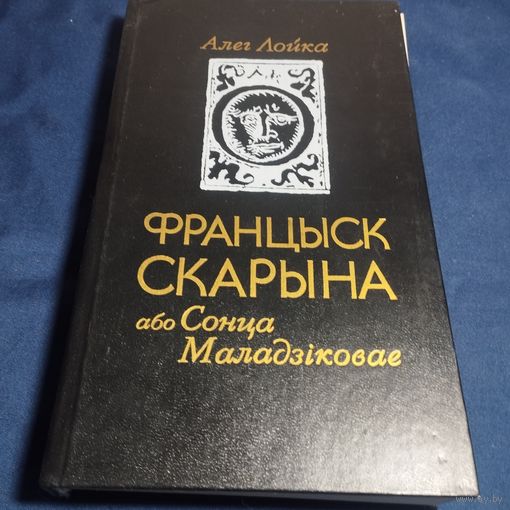 Алег Лойка
ФРАНЦЫСК
СКАРЫНА
або Сонца
Маладзіковае